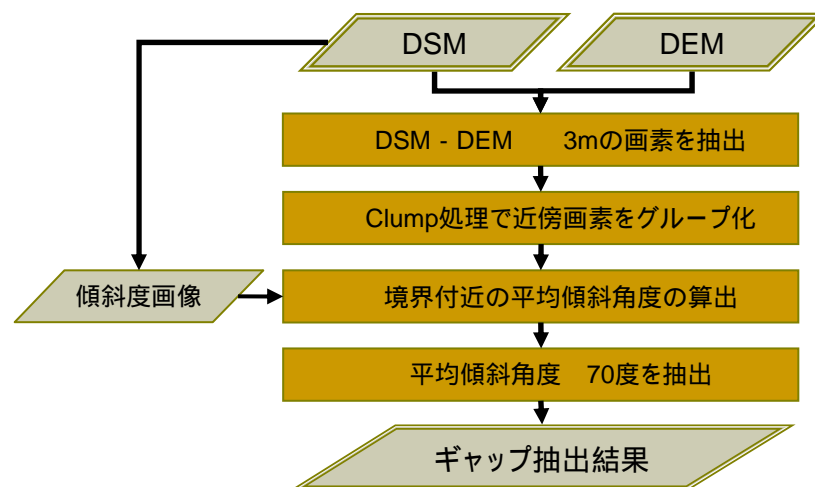 DSM
DEM
DSM - DEM　　3mの画素を抽出
Clump処理で近傍画素をグループ化
傾斜度画像
境界付近の平均傾斜角度の算出
平均傾斜角度　70度を抽出
ギャップ抽出結果